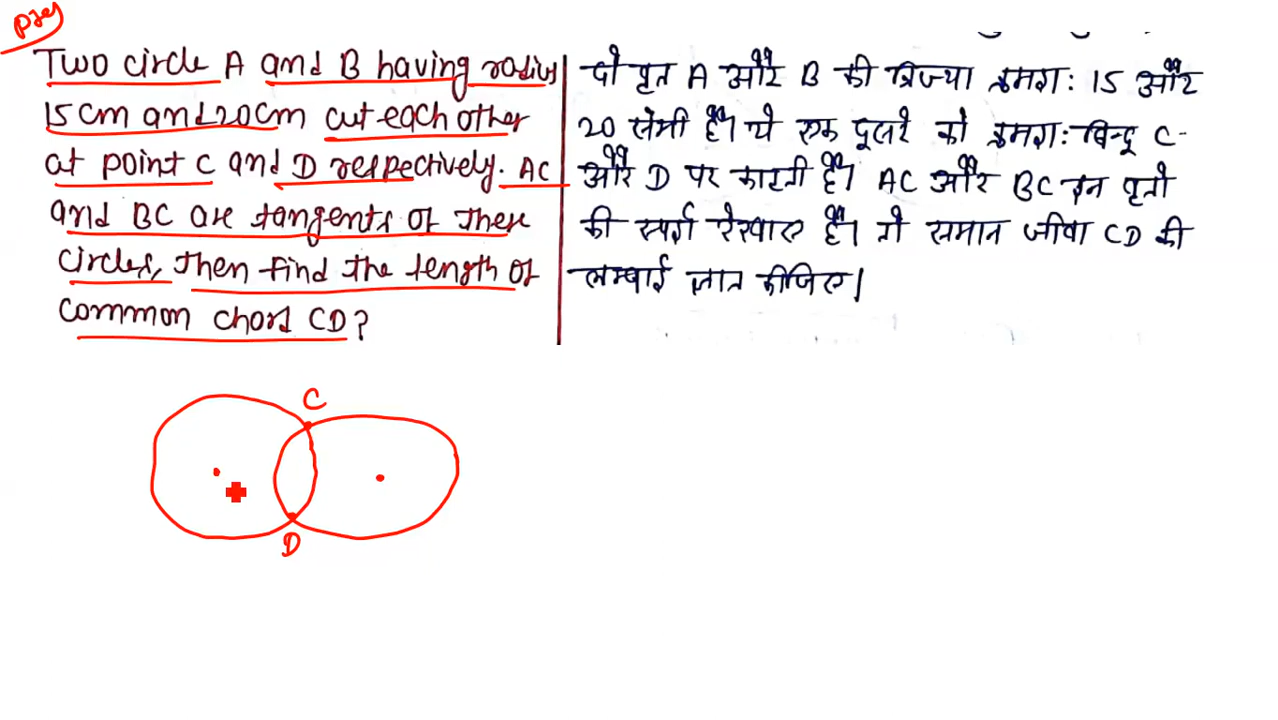 Two circle A and B having radius
15 cm and 20 cm cut each other
at point C and D respectively. AC
and BC are tangents of these
circles, then find the length of
common chord CD?
दो वृत A और B की त्रिज्या क्रमशः 15 और
20 सेमी है। ये एक दूसरे को क्रमशः बिन्दू C
और D पर काटती है। AC और BC इन वृतो
की स्पर्श रेखाए है। तो समान जीवा CD की
लम्बाई ज्ञात कीजिए।
C
D